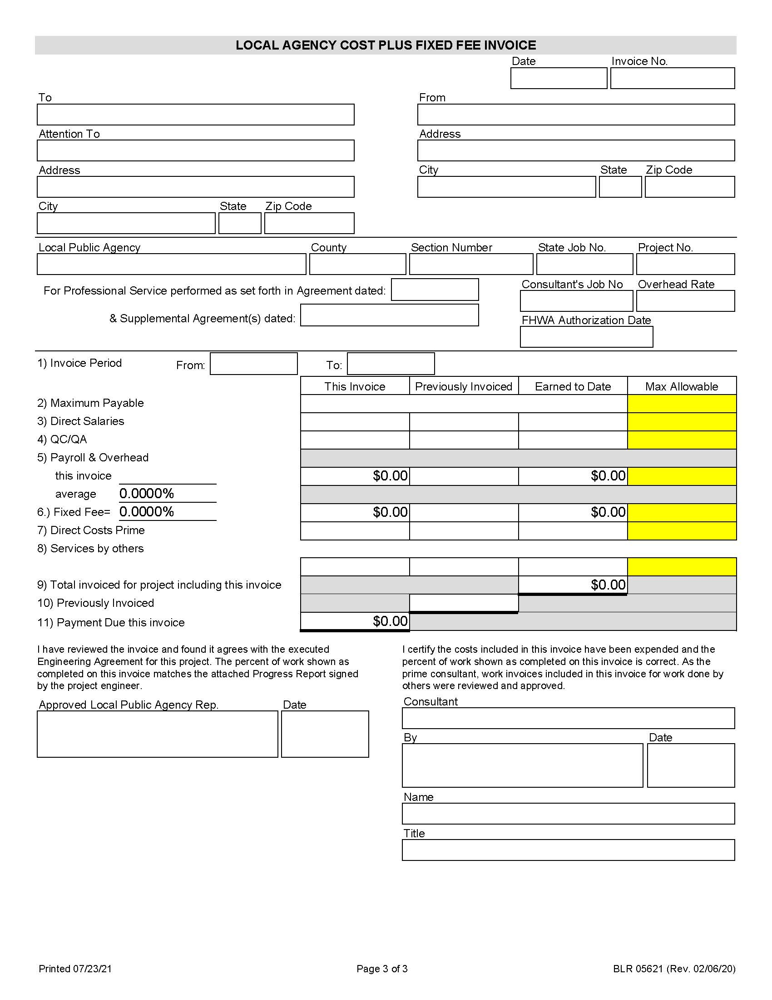 LOCAL AGENCY COST PLUS FIXED FEE INVOICE
Date Invoice No.
To From
Attention To Address
Address City State Zip Code
City State Zip Code
Local Public Agency County Section Number State Job No. Project No.
For Professional Service performed as set forth in Agreement dated: Consultant's Job No Overhead Rate
& Supplemental Agreement(s) dated: FHWA Authorization Date
1) Invoice Period From: To:
This Invoice Previously Invoiced Earned to Date Max Allowable
2) Maximum Payable
3) Direct Salaries
4) QC/QA
5) Payroll & Overhead
this invoice $0.00 $0.00
average 0.0000%
6.) Fixed Fee= 0.0000% $0.00 $0.00
7) Direct Costs Prime
8) Services by others
9) Total invoiced for project including this invoice $0.00
10) Previously Invoiced
11) Payment Due this invoice $0.00
I have reviewed the invoice and found it agrees with the executed
Engineering Agreement for this project. The percent of work shown as
completed on this invoice matches the attached Progress Report signed
by the project engineer.
Approved Local Public Agency Rep. Date
I certify the costs included in this invoice have been expended and the
percent of work shown as completed on this invoice is correct. As the
prime consultant, work invoices included in this invoice for work done by
others were reviewed and approved.
Consultant
By Date
Name
Title
Printed 07/23/21 Page 3 of 3 BLR 05621 (Rev. 02/06/20)